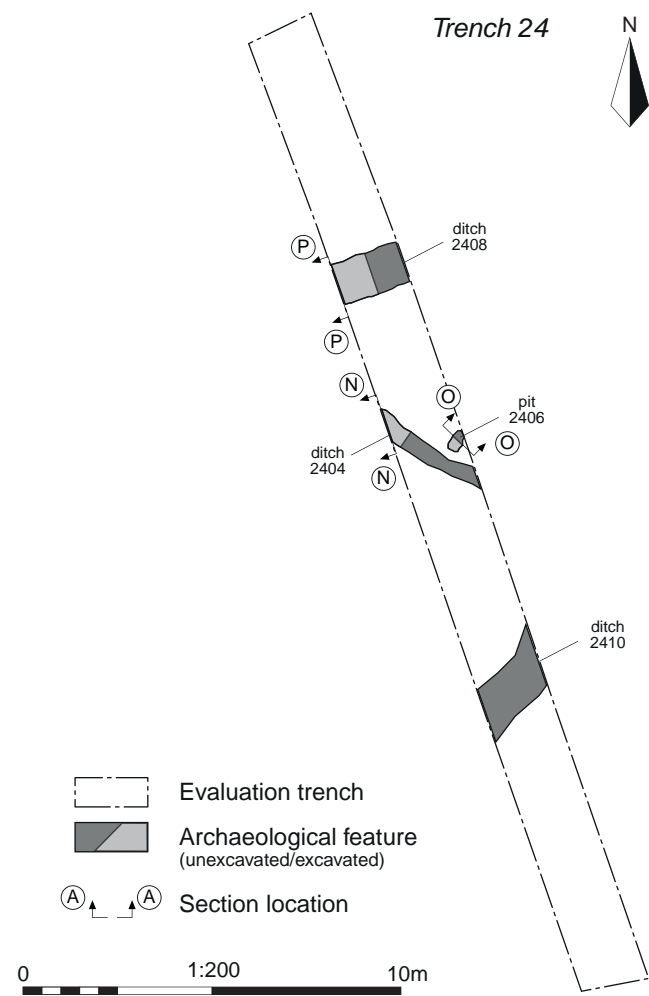 Trench 24
N
ditch
2408
P
P
N
O
pit
2406
O
ditch
2404
N
ditch
2410
Evaluation trench
Archaeological feature
(unexcavated/excavated)
A A Section location
0 1:200 10m